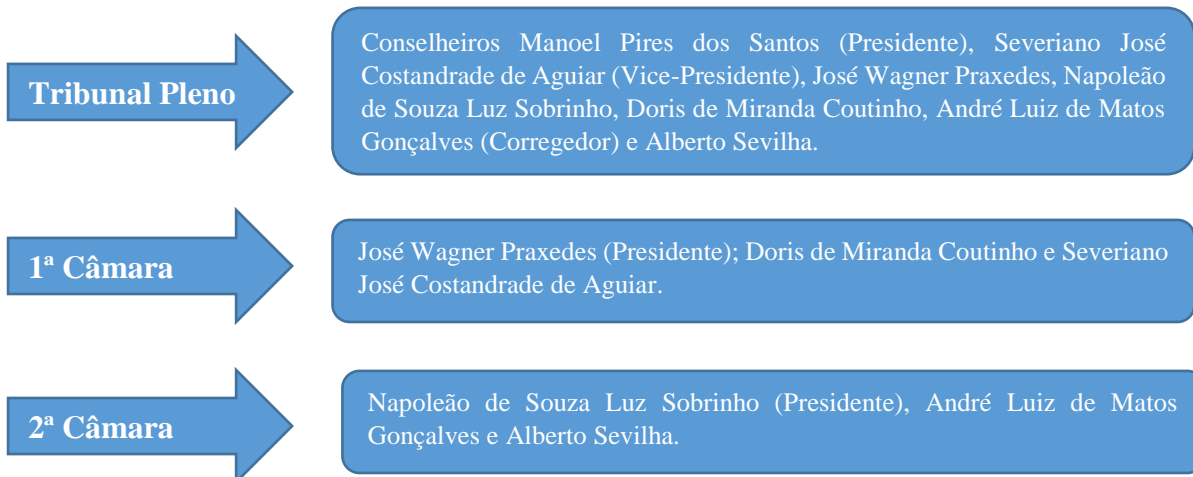 Tribunal Pleno
Conselheiros Manoel Pires dos Santos (Presidente), Severiano José
Costandrade de Aguiar (Vice-Presidente), José Wagner Praxedes, Napoleão
de Souza Luz Sobrinho, Doris de Miranda Coutinho, André Luiz de Matos
Gonçalves (Corregedor) e Alberto Sevilha.
1ª Câmara
José Wagner Praxedes (Presidente); Doris de Miranda Coutinho e Severiano
José Costandrade de Aguiar.
2ª Câmara
Napoleão de Souza Luz Sobrinho (Presidente), André Luiz de Matos
Gonçalves e Alberto Sevilha.